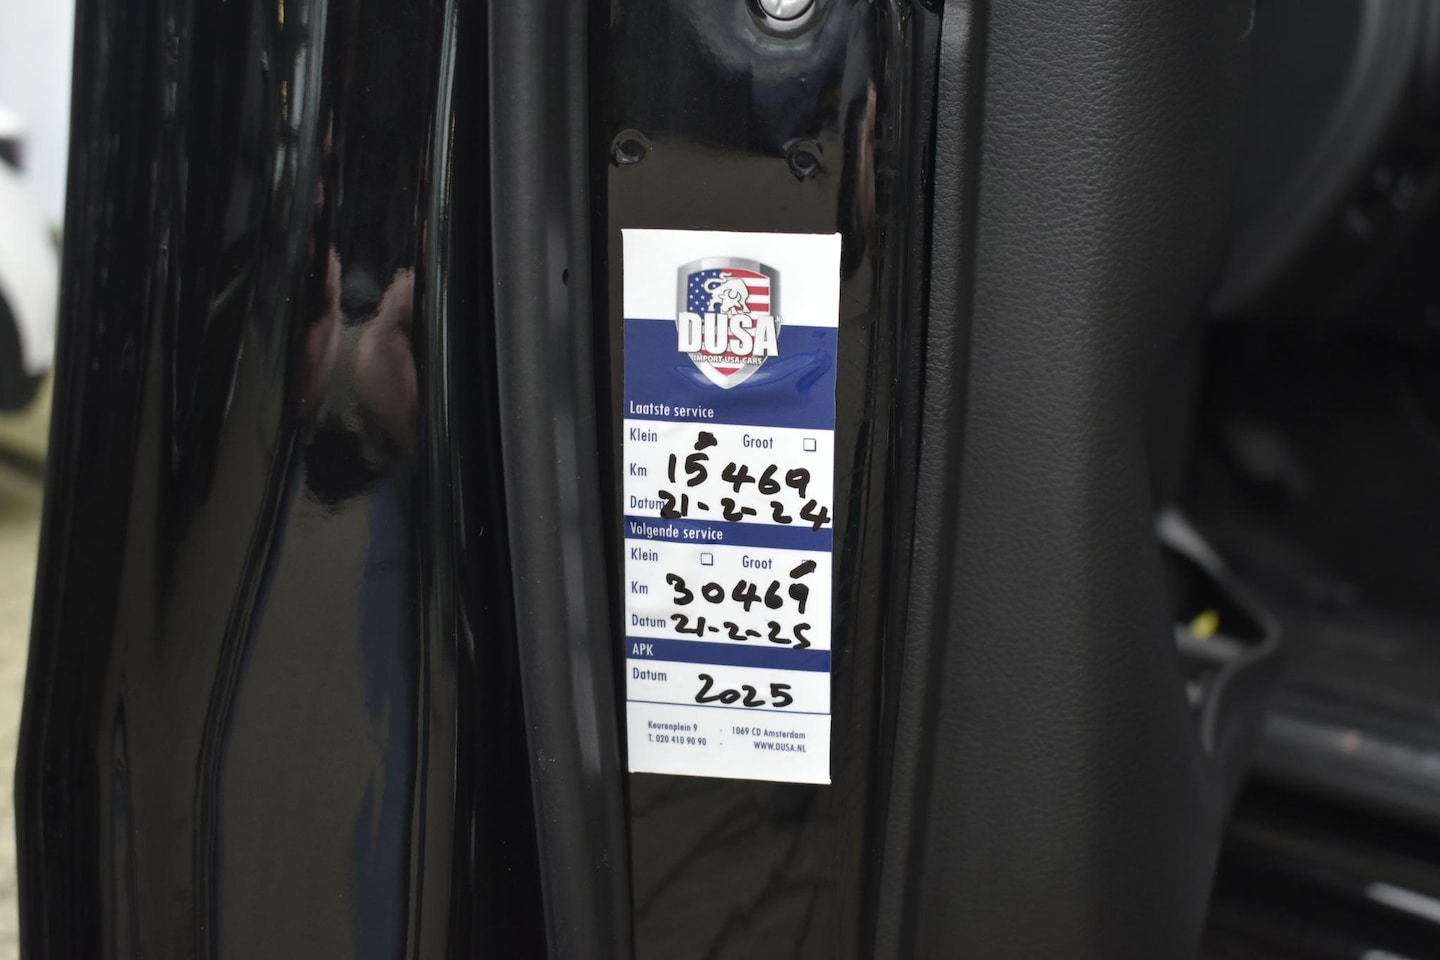 DUSA
IMPORT-USA-CARS
Laatste service
Klein Groot
Km 15469
Datum 21-2-24
Volgende service
Klein Groot
Km 30469
Datum 21-2-25
APK
Datum 2025
Keurenplein 9 - 1069 CD Amsterdam
T. 020 410 90 90 - WWW.DUSA.NL